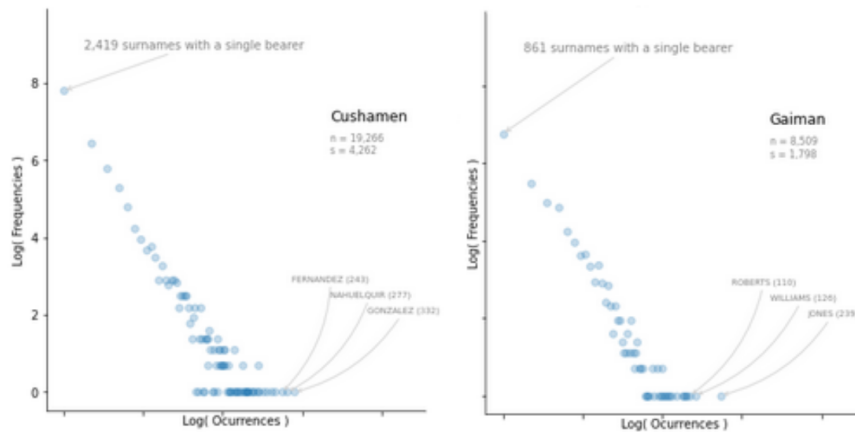 2,419 surnames with a single bearer
8
Cushamen
n = 19,266
s = 4,262
6
Log( Frequencies )
4
FERNANDEZ (243)
NAHUELQUIR (277)
GONZALEZ (332)
2
0
Log( Ocurrences )
861 surnames with a single bearer
Gaiman
n = 8,509
s = 1,798
Log( Frequencies )
ROBERTS (110)
WILLIAMS (126)
JONES (239
Log( Ocurrences )